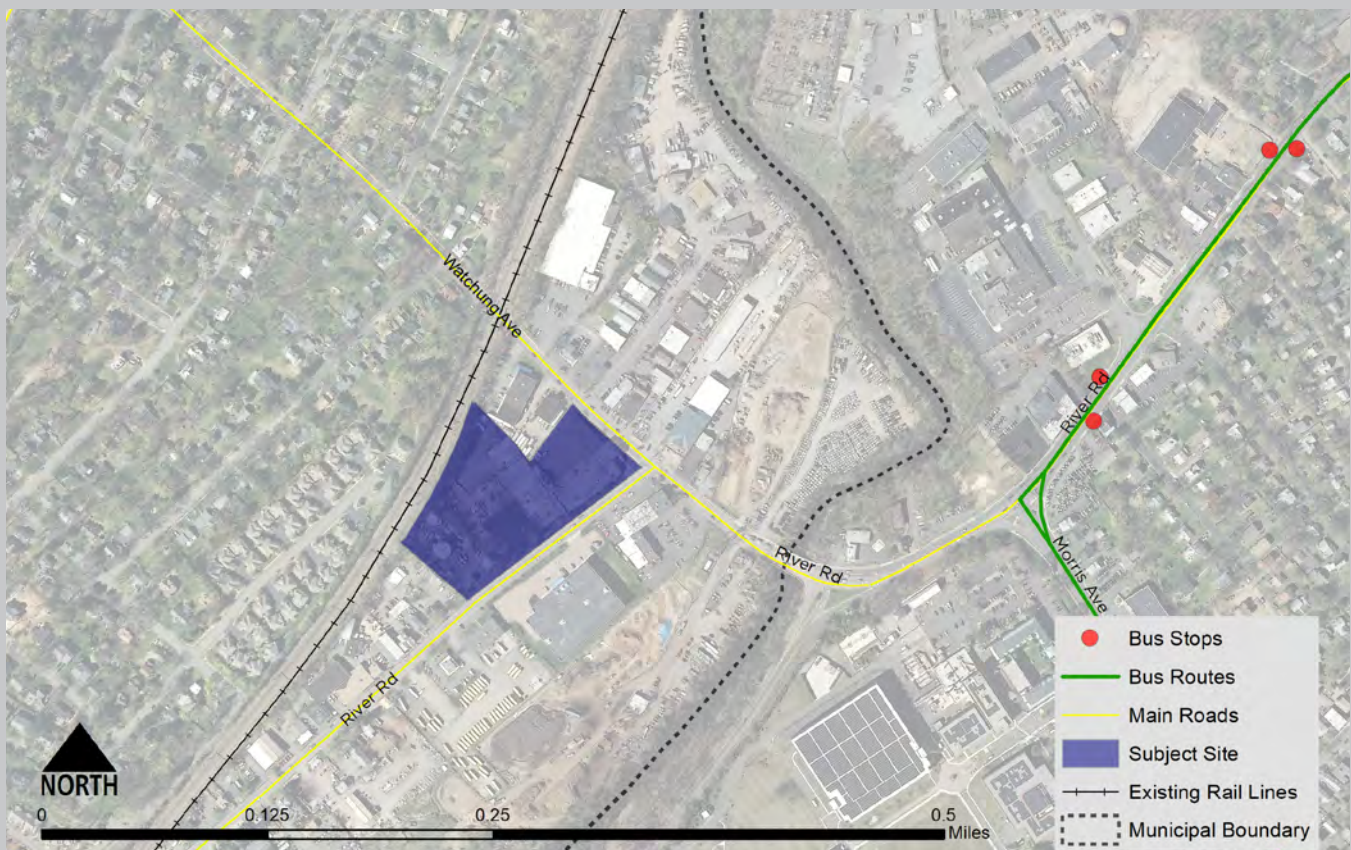 Watchung Ave
River Rd
River Rd
Morris Ave
River Rd
NORTH
0 0.125 0.25 0.5
Miles
Bus Stops
Bus Routes
Main Roads
Subject Site
Existing Rail Lines
Municipal Boundary